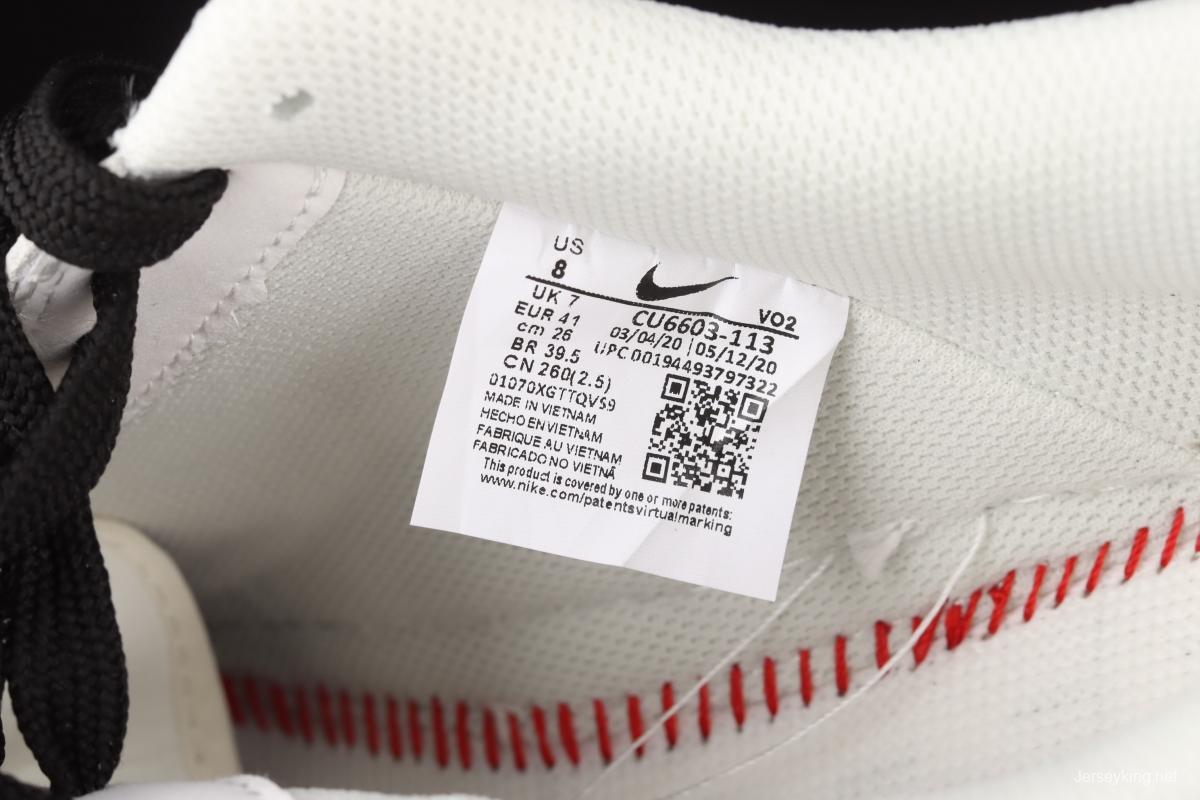 US
8
VO2
UK 7
EUR 41
cm 26
BR 39.5
CN 260(2.5)
CU6603-113
03/04/20 | 05/12/20
UPC 00194493797322
01070XGTTQVS9
MADE IN VIETNAM
HECHO EN VIETNAM
FABRIQUE AU VIETNAM
FABRICADO NO VIETNÃ
This product is covered by one or more patents:
www.nike.com/patentsvirtualmarking
Jerseyking.net